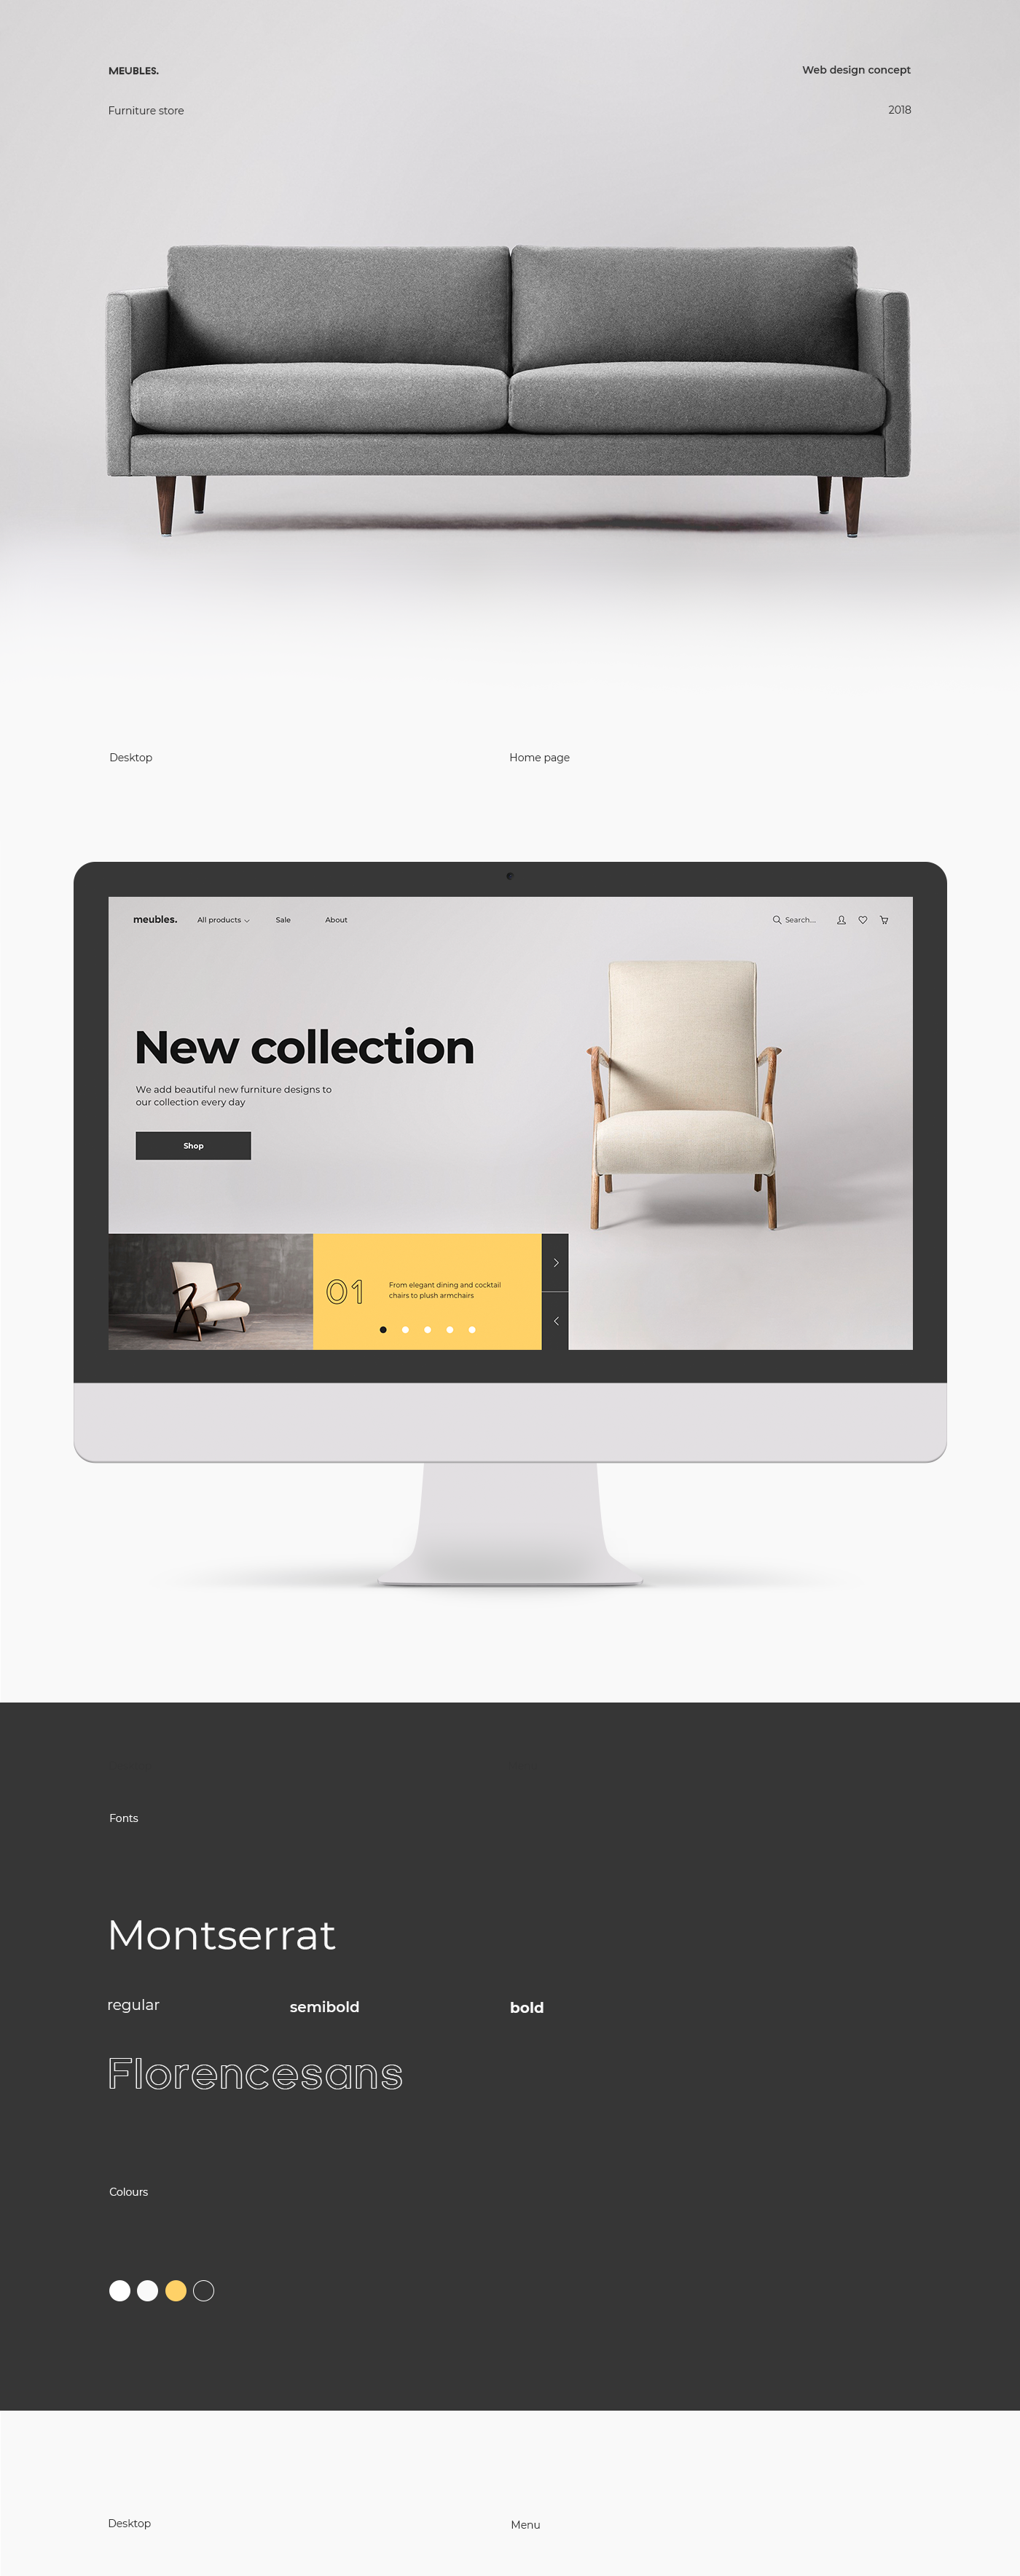 MEUBLES.
Web design concept
Furniture store
2018
Desktop
Home page
meubles.
All products
Sale
About
Search...
New collection
We add beautiful new furniture designs to
our collection every day
Shop
01
From elegant dining and cocktail
chairs to plush armchairs
Fonts
Montserrat
regular
semibold
bold
Florencesans
Colours
Desktop
Menu